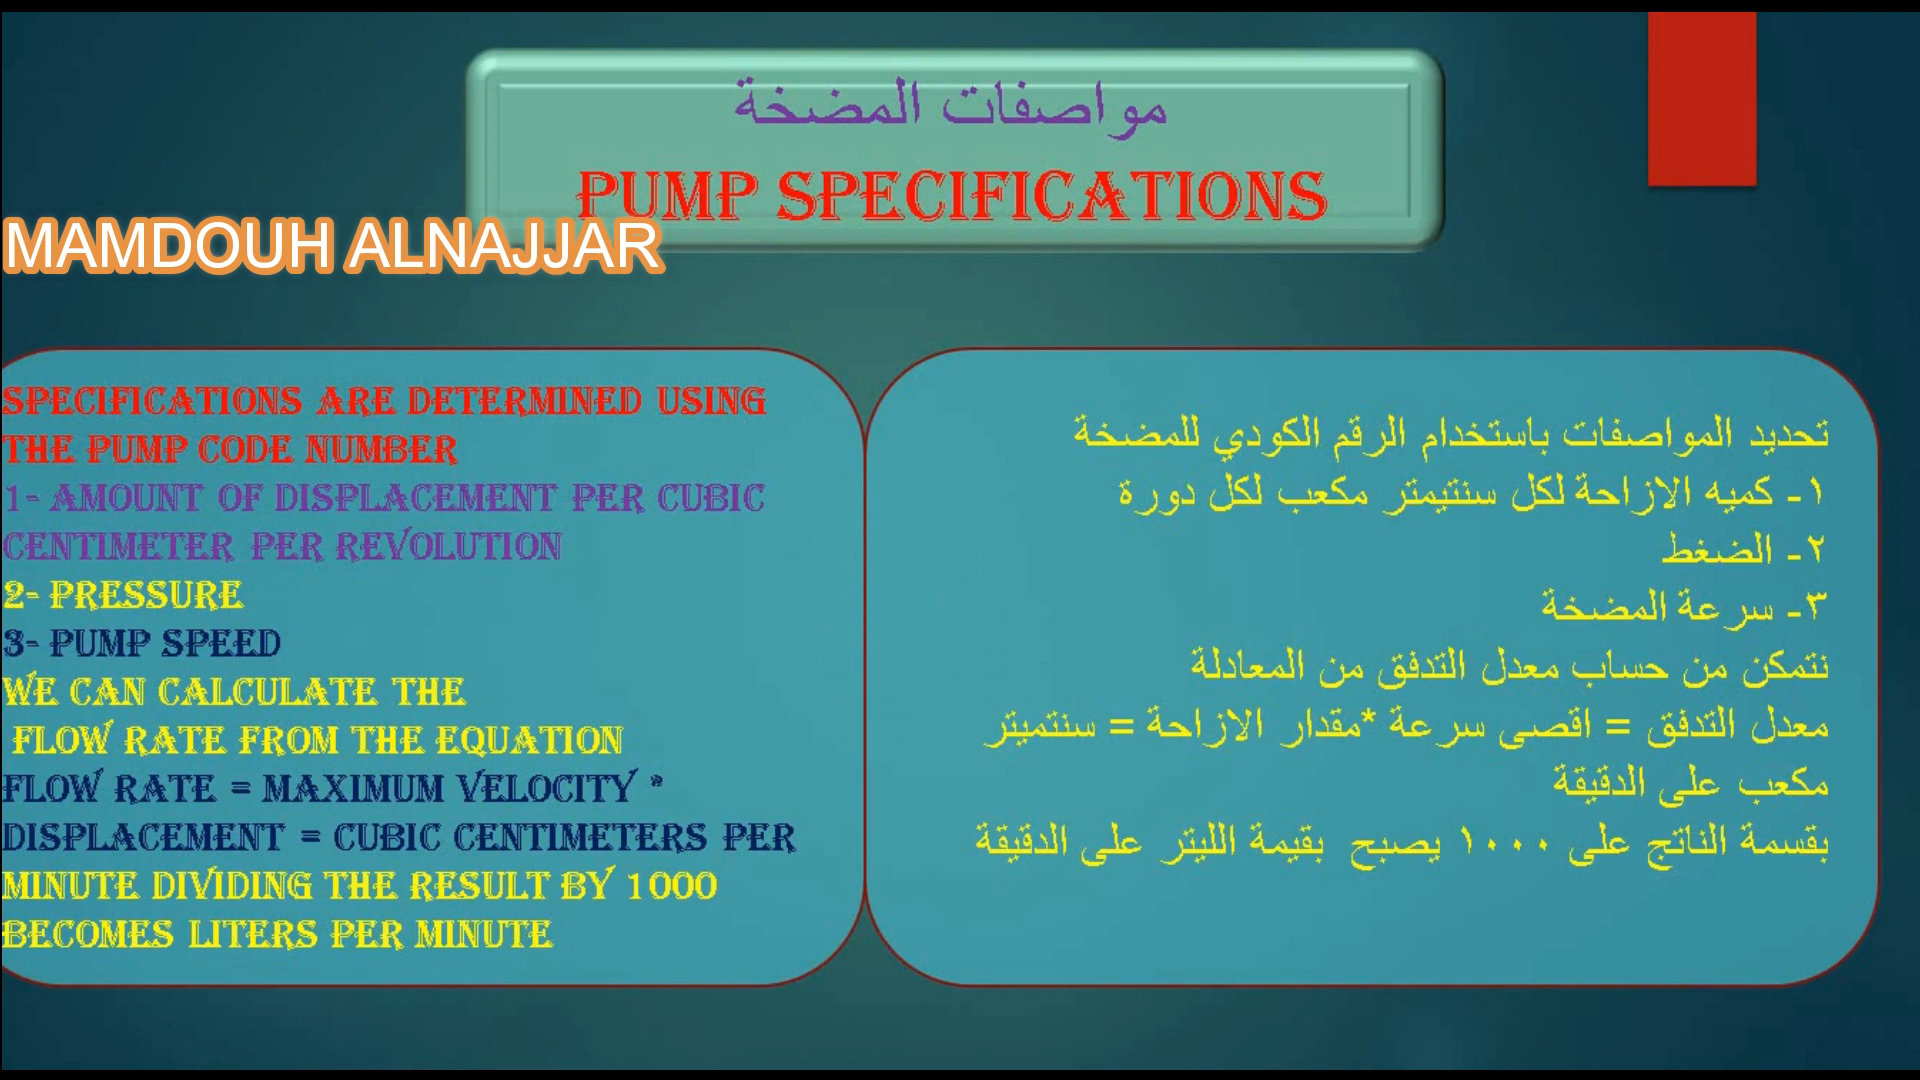 مواصفات المضخة
PUMP SPECIFICATIONS
MAMDOUH ALNAJJAR
SPECIFICATIONS ARE DETERMINED USING
THE PUMP CODE NUMBER
1- AMOUNT OF DISPLACEMENT PER CUBIC
CENTIMETER PER REVOLUTION
2- PRESSURE
3- PUMP SPEED
WE CAN CALCULATE THE
FLOW RATE FROM THE EQUATION
FLOW RATE = MAXIMUM VELOCITY *
DISPLACEMENT = CUBIC CENTIMETERS PER
MINUTE DIVIDING THE RESULT BY 1000
BECOMES LITERS PER MINUTE
تحديد المواصفات باستخدام الرقم الكودي للمضخة
١- كميه الازاحة لكل سنتيمتر مكعب لكل دورة
٢- الضغط
٣- سرعة المضخة
نتمكن من حساب معدل التدفق من المعادلة
معدل التدفق = اقصى سرعة *مقدار الازاحة = سنتميتر
مكعب على الدقيقة
بقسمة الناتج على ١٠٠٠ يصبح بقيمة الليتر على الدقيقة